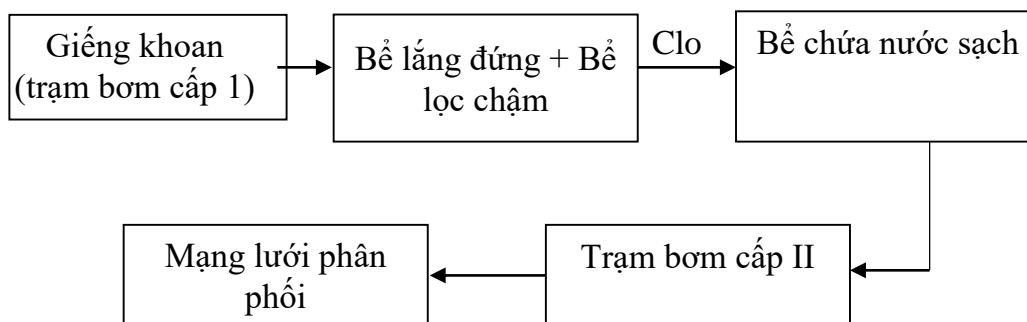 Giếng khoan
(trạm bơm cấp 1)
Bể lắng đứng + Bể
lọc chậm
Clo
Bể chứa nước sạch
Trạm bơm cấp II
Mạng lưới phân
phối